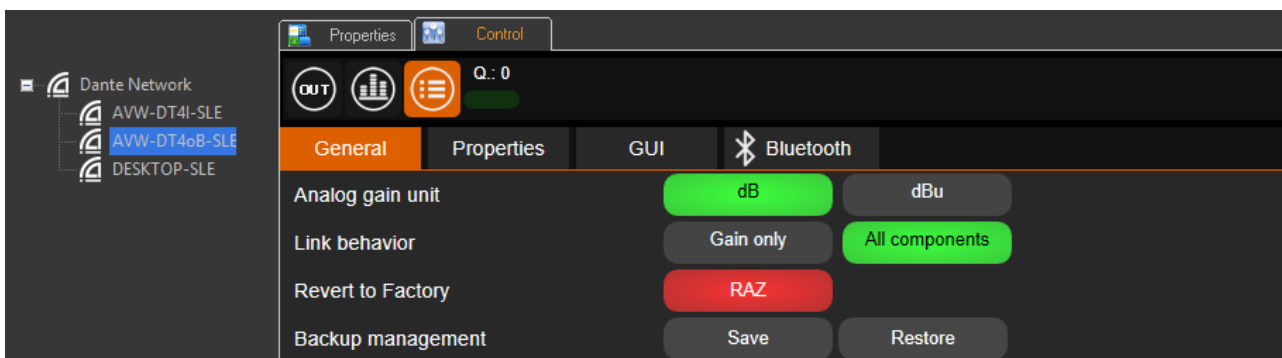 Properties
Control
Dante Network
AVW-DT4I-SLE
AVW-DT4oB-SLE
DESKTOP-SLE
OUT
Q.: 0
General Properties GUI Bluetooth
Analog gain unit dB dBu
Link behavior Gain only All components
Revert to Factory RAZ
Backup management Save Restore